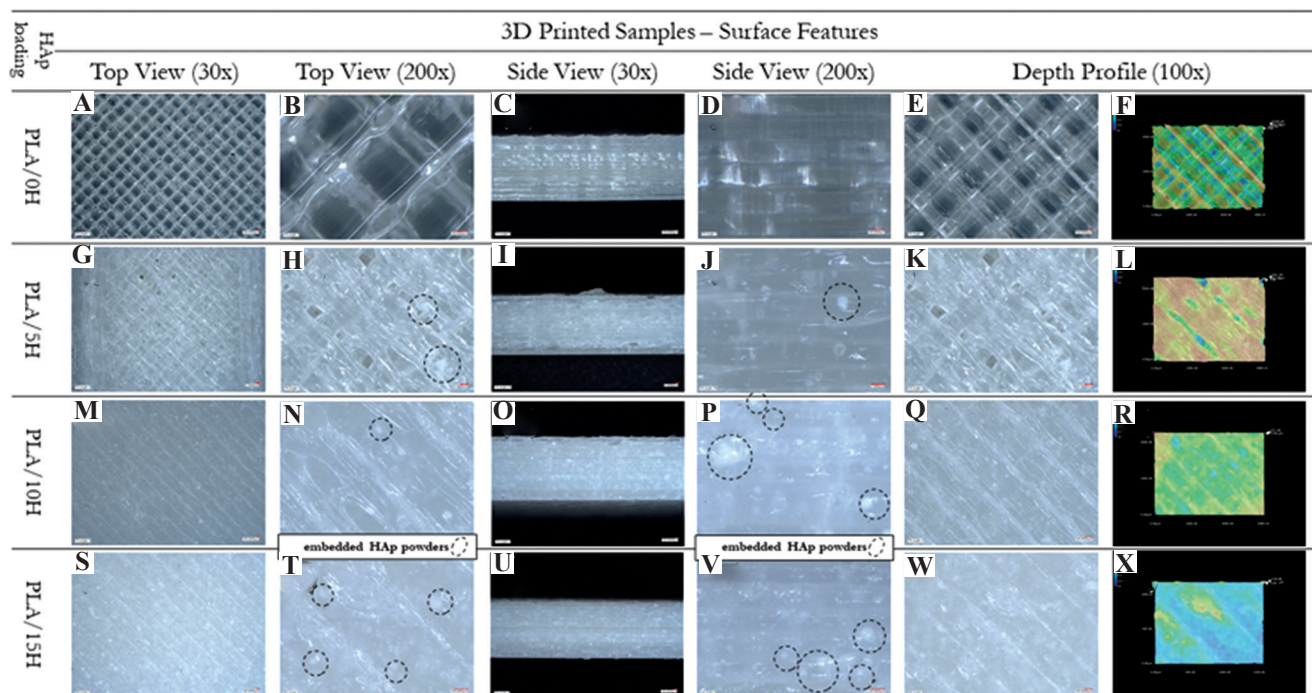 HAp loading
3D Printed Samples – Surface Features
Top View (30x)
Top View (200x)
Side View (30x)
Side View (200x)
Depth Profile (100x)
PLA/0H
A
B
C
D
E
F
PLA/5H
G
H
I
J
K
L
PLA/10H
M
N
O
P
Q
R
embedded HAp powders
embedded HAp powders
PLA/15H
S
T
U
V
W
X